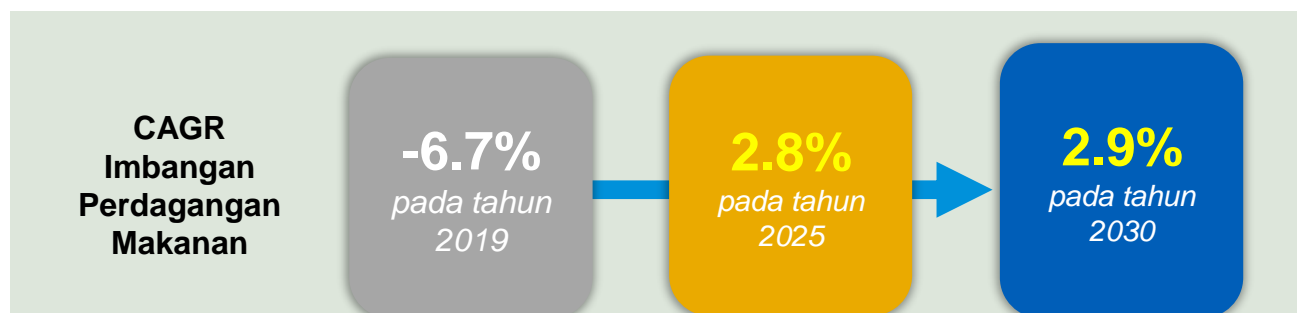 CAGR
Imbangan
Perdagangan
Makanan
-6.7%
pada tahun
2019
2.8%
pada tahun
2025
2.9%
pada tahun
2030